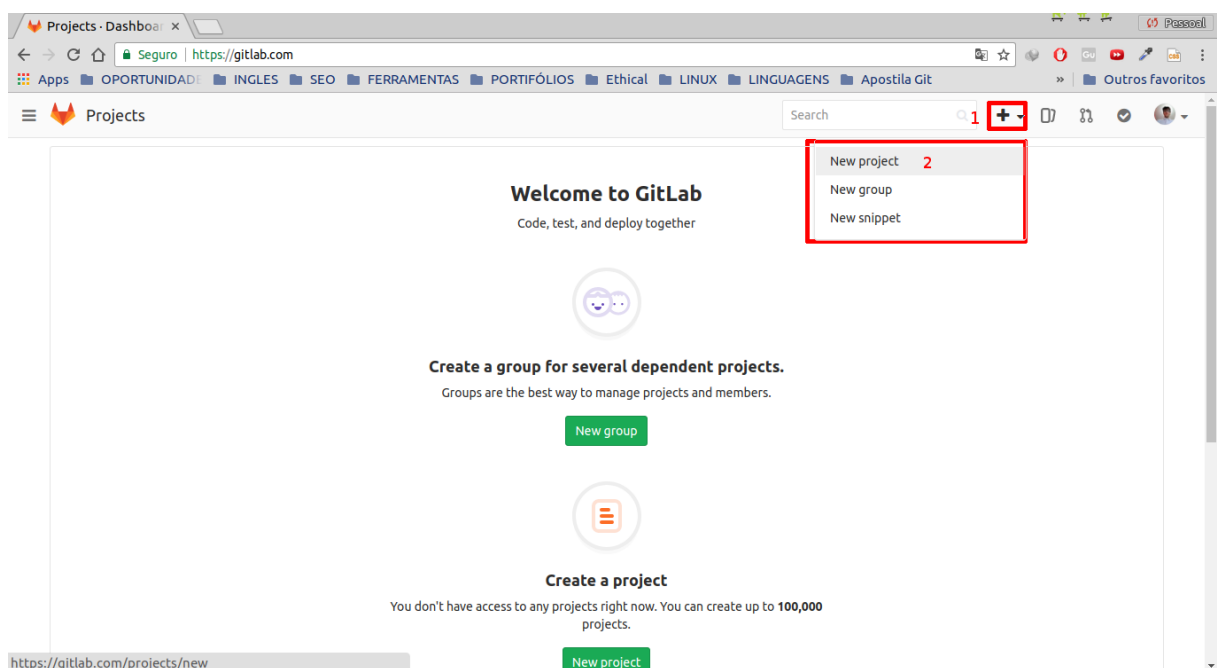 Projects · Dashboar
Pessoal
Seguro | https://gitlab.com
Apps OPORTUNIDADE INGLES SEO FERRAMENTAS PORTIFÓLIOS Ethical LINUX LINGUAGENS Apostila Git » Outros favoritos
Projects Search 1
New project 2
New group
New snippet
Welcome to GitLab
Code, test, and deploy together
Create a group for several dependent projects.
Groups are the best way to manage projects and members.
New group
Create a project
You don't have access to any projects right now. You can create up to 100,000
projects.
New project
https://gitlab.com/projects/new